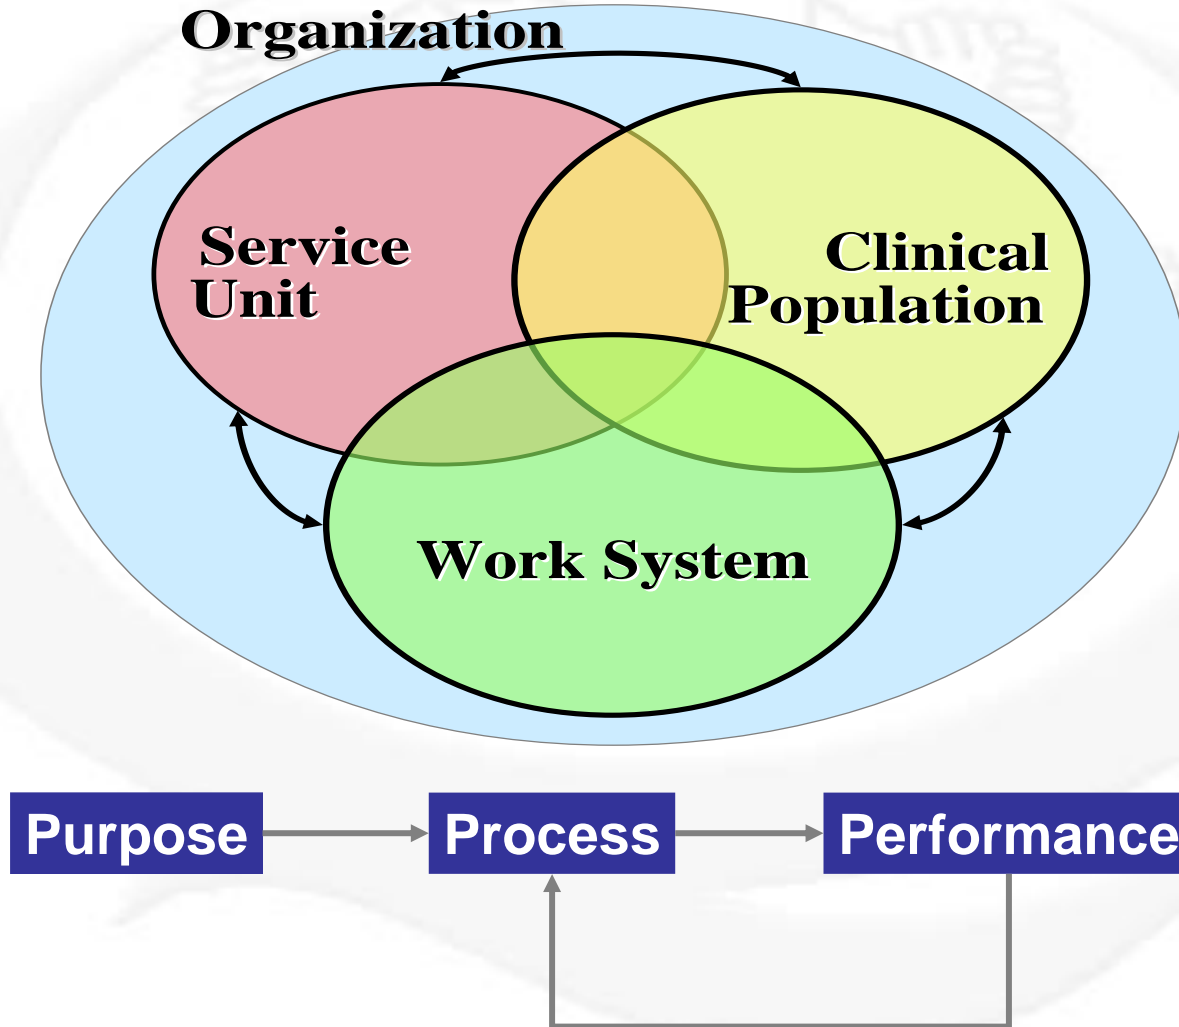 Organization
Service
Unit
Clinical
Population
Work System
Purpose
Process
Performance